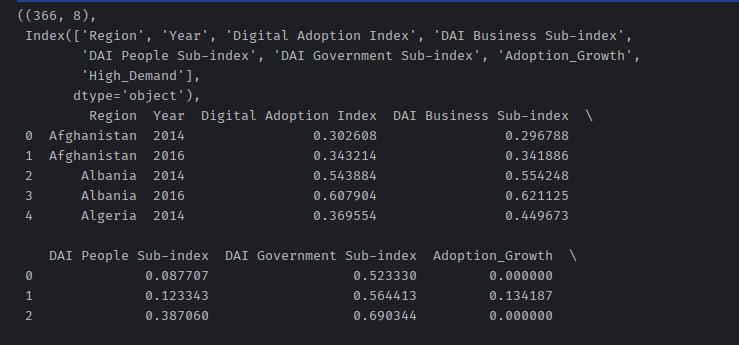 ((366, 8),
 Index(['Region', 'Year', 'Digital Adoption Index', 'DAI Business Sub-index',
        'DAI People Sub-index', 'DAI Government Sub-index', 'Adoption_Growth',
        'High_Demand'],
       dtype='object'),
         Region  Year  Digital Adoption Index  DAI Business Sub-index  \
 0  Afghanistan  2014                0.302608                0.296788
 1  Afghanistan  2016                0.343214                0.341886
 2      Albania  2014                0.543884                0.554248
 3      Albania  2016                0.607904                0.621125
 4      Algeria  2014                0.369554                0.449673
    DAI People Sub-index  DAI Government Sub-index  Adoption_Growth  \
 0              0.087707                  0.523330         0.000000
 1              0.123343                  0.564413         0.134187
 2              0.387060                  0.690344         0.000000